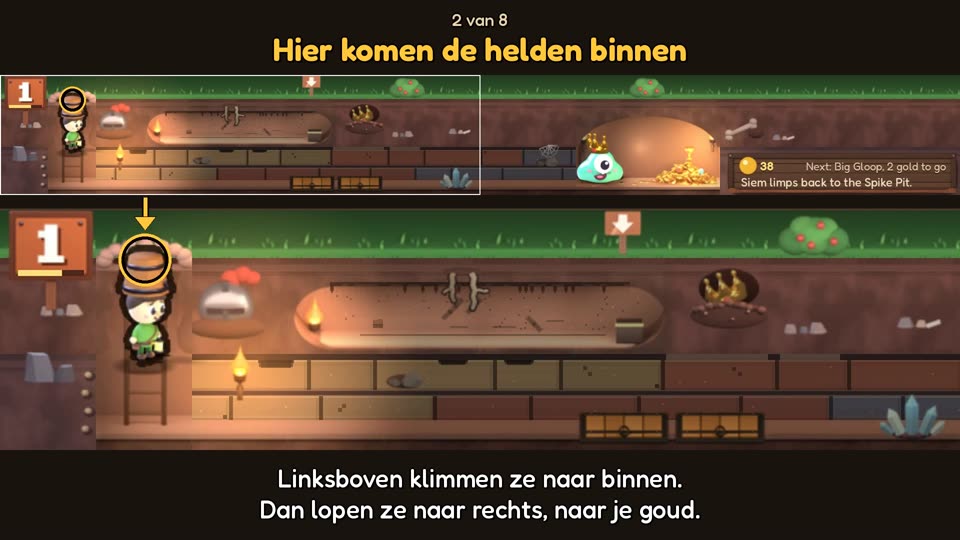 2 van 8
Hier komen de helden binnen
1
38 Next: Big Gloop, 2 gold to go
Siem limps back to the Spike Pit.
1
Linksboven klimmen ze naar binnen.
Dan lopen ze naar rechts, naar je goud.